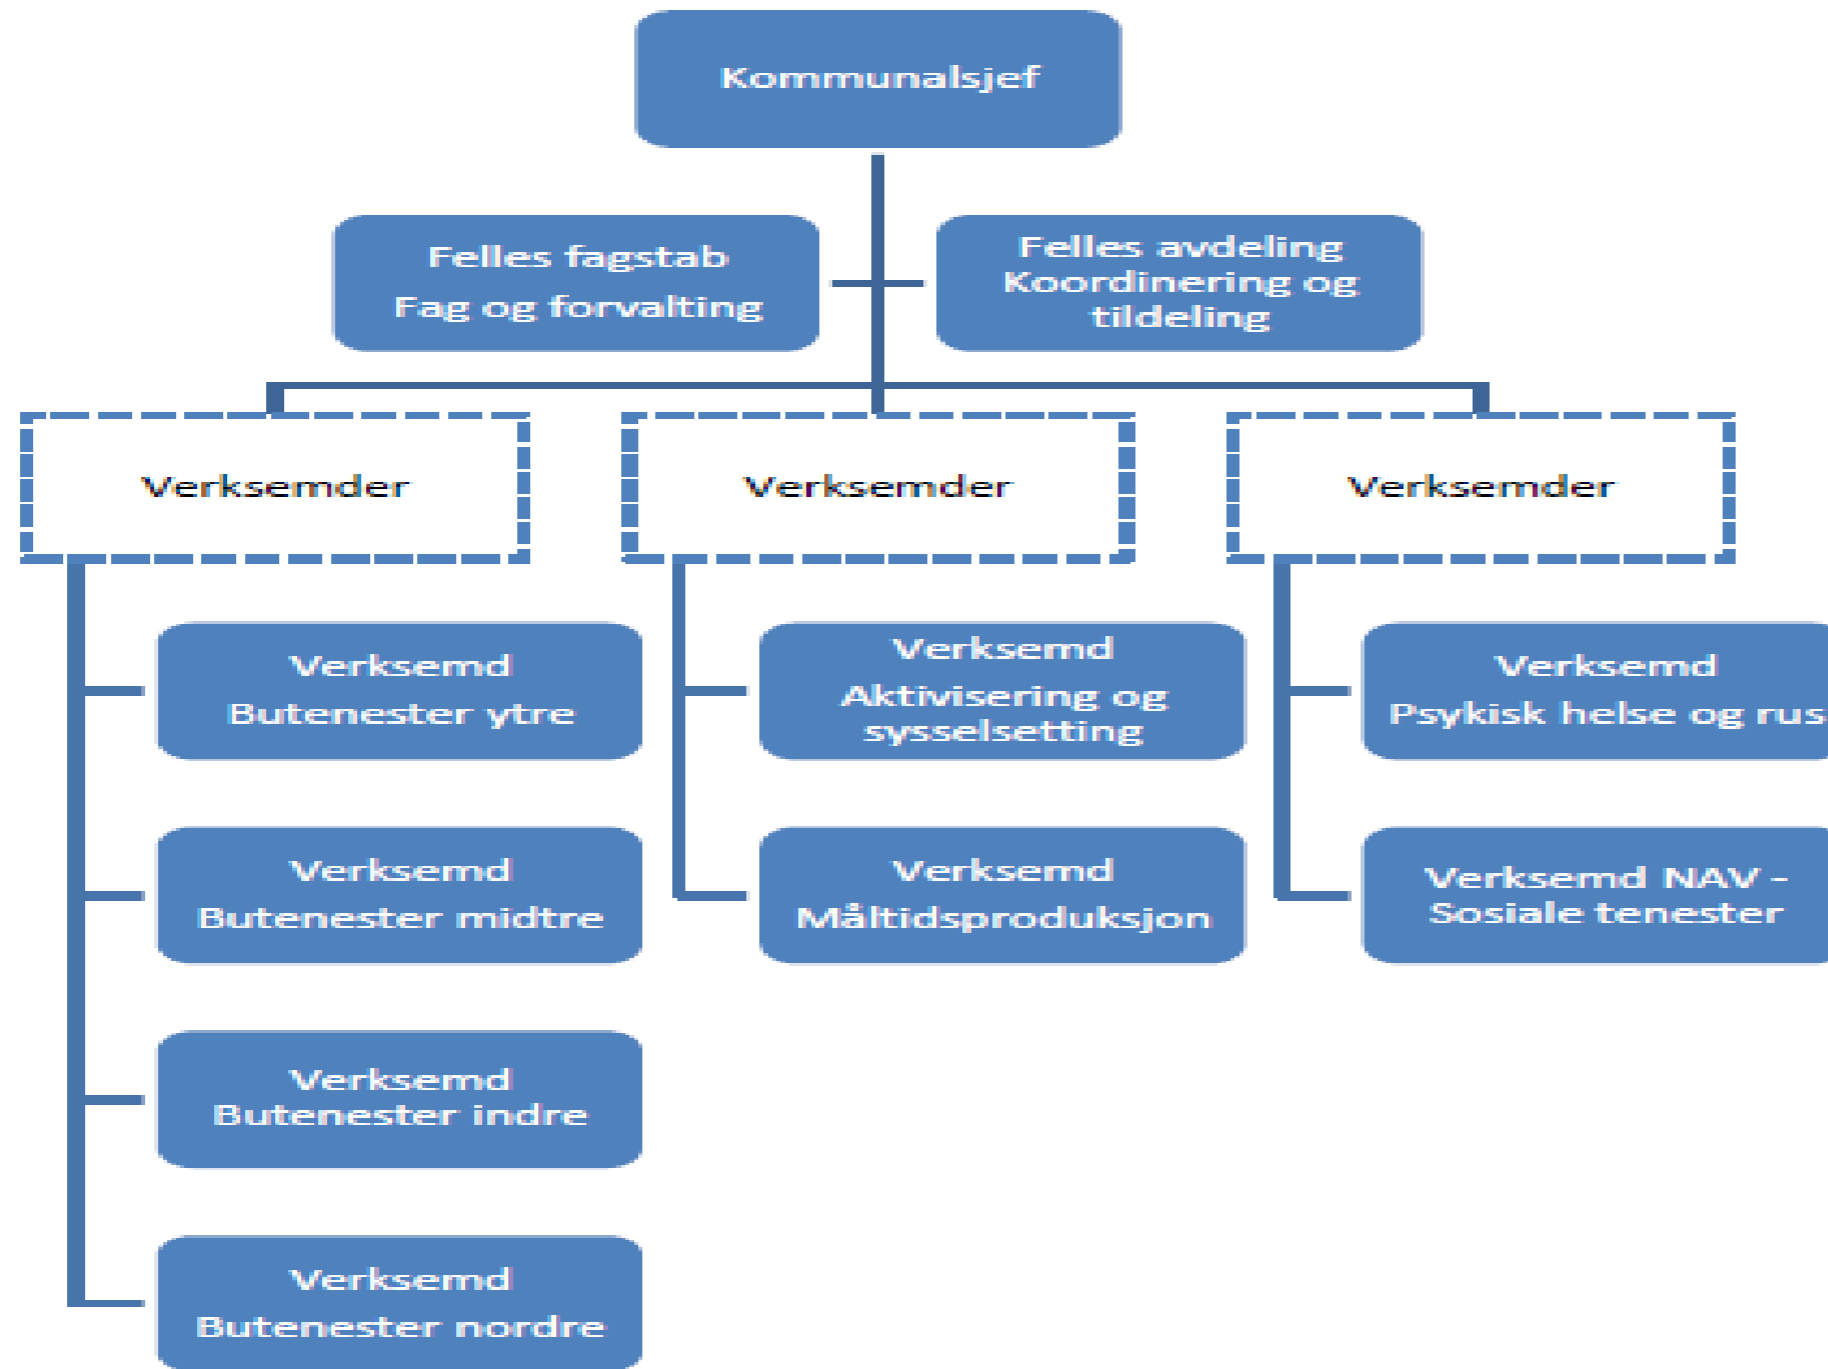 Kommunalsjef
Felles fagstab
Fag og forvalting
Felles avdeling
Koordinering og
tildeling
Verksemder
Verksemder
Verksemder
Verksemd
Butenester ytre
Verksemd
Butenester midtre
Verksemd
Butenester indre
Verksemd
Butenester nordre
Verksemd
Aktivisering og
sysselsetting
Verksemd
Måltidsproduksjon
Verksemd
Psykisk helse og rus
Verksemd NAV -
Sosiale tenester